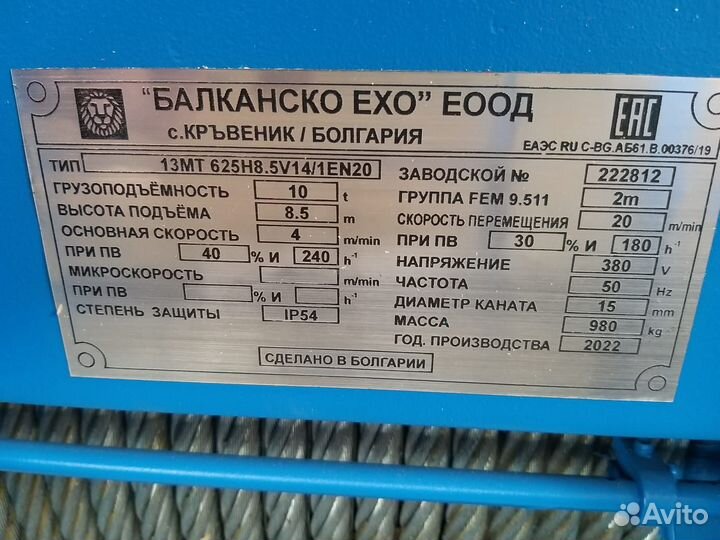 "БАЛКАНСКО ЕХО" ЕООД
с.КРЪВЕНИК / БОЛГАРИЯ
EAC
ЕАЭС RU C-BG.АБ61.В.00376/19
ТИП 13МТ 625Н8.5V14/1EN20
ГРУЗОПОДЪЁМНОСТЬ 10 t
ВЫСОТА ПОДЪЁМА 8.5 m
ОСНОВНАЯ СКОРОСТЬ 4 m/min
ПРИ ПВ 40 % И 240 h⁻¹
МИКРОСКОРОСТЬ m/min
ПРИ ПВ % И h⁻¹
СТЕПЕНЬ ЗАЩИТЫ IP54
ЗАВОДСКОЙ № 222812
ГРУППА FEM 9.511 2m
СКОРОСТЬ ПЕРЕМЕЩЕНИЯ 20 m/min
ПРИ ПВ 30 % И 180 h⁻¹
НАПРЯЖЕНИЕ 380 V
ЧАСТОТА 50 Hz
ДИАМЕТР КАНАТА 15 mm
МАССА 980 kg
ГОД. ПРОИЗВОДСТВА 2022
СДЕЛАНО В БОЛГАРИИ
Avito